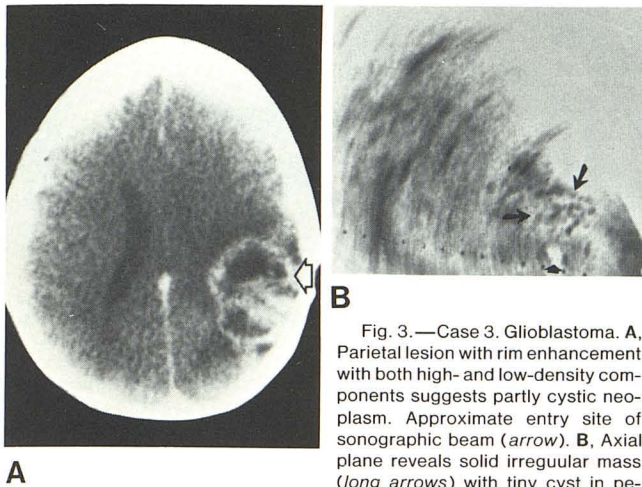 A
B
Fig. 3.—Case 3. Glioblastoma. A,
Parietal lesion with rim enhancement
with both high- and low-density com-
ponents suggests partly cystic neo-
plasm. Approximate entry site of
sonographic beam (arrow). B, Axial
plane reveals solid irreguular mass
(long arrows) with tiny cyst in pe-